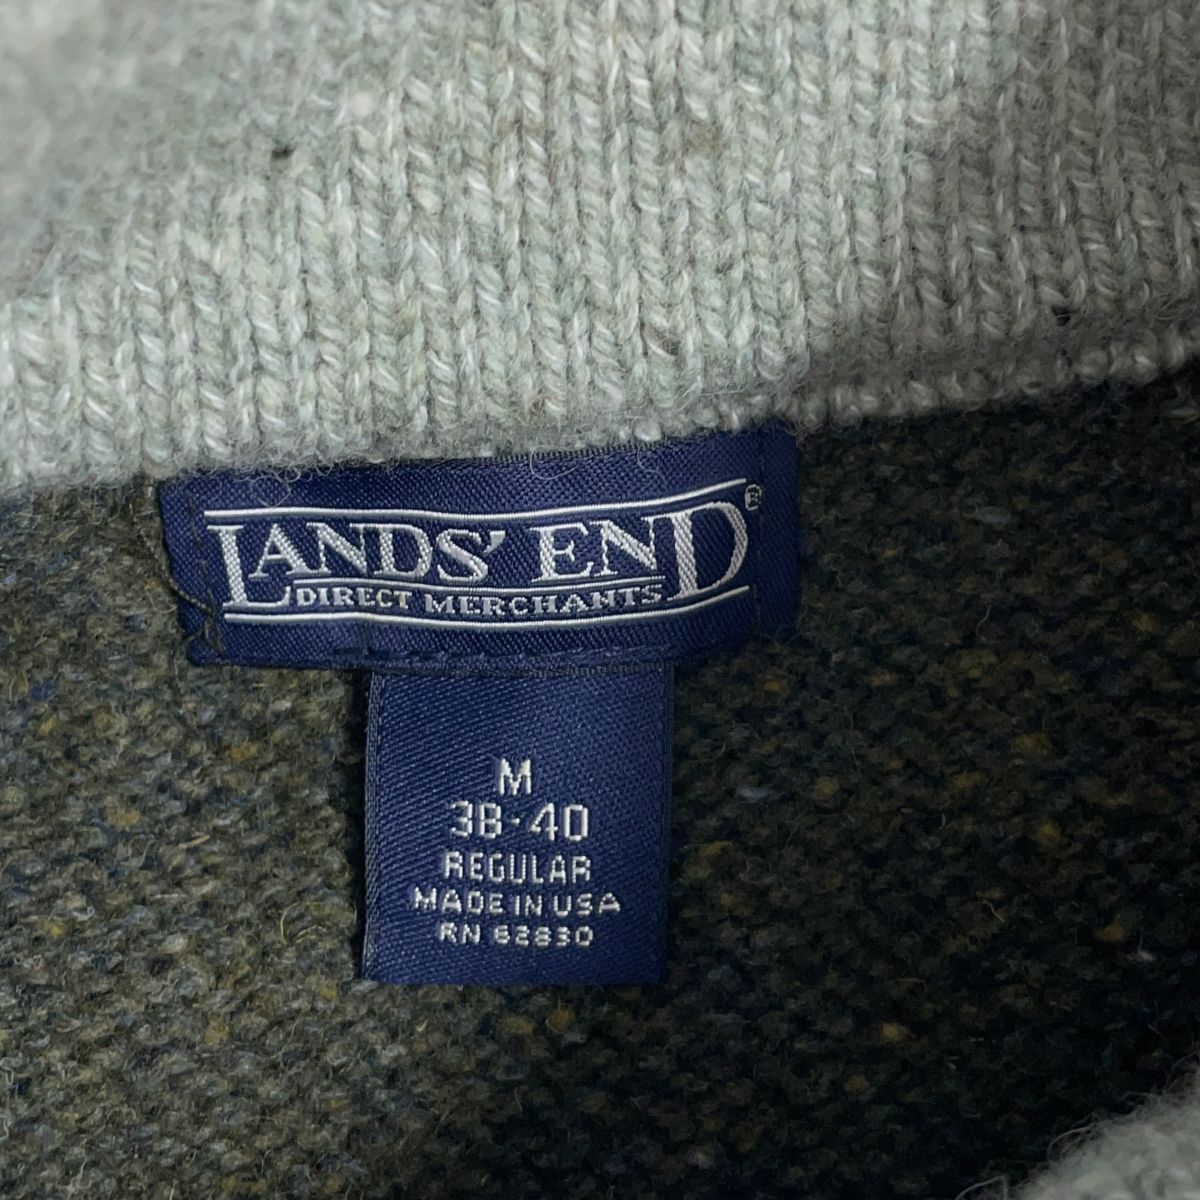 LANDS' END®
DIRECT MERCHANTS
M
38-40
REGULAR
MADE IN USA
RN 62830